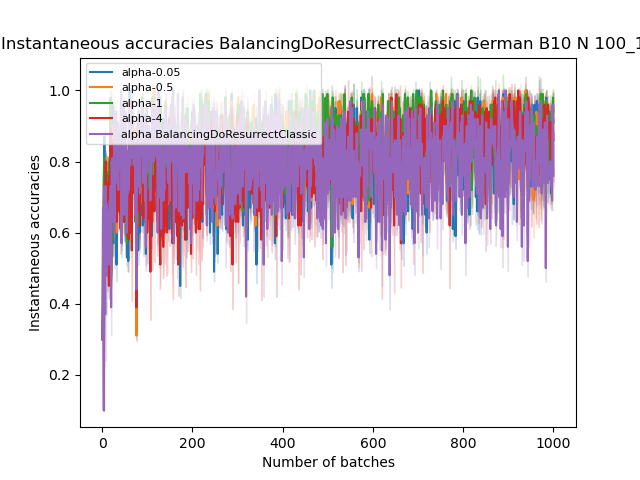 Instantaneous accuracies BalancingDoResurrectClassic German B10 N 100_1
alpha-0.05
alpha-0.5
alpha-1
alpha-4
alpha BalancingDoResurrectClassic
1.0
0.8
0.6
0.4
0.2
Instantaneous accuracies
0 200 400 600 800 1000
Number of batches